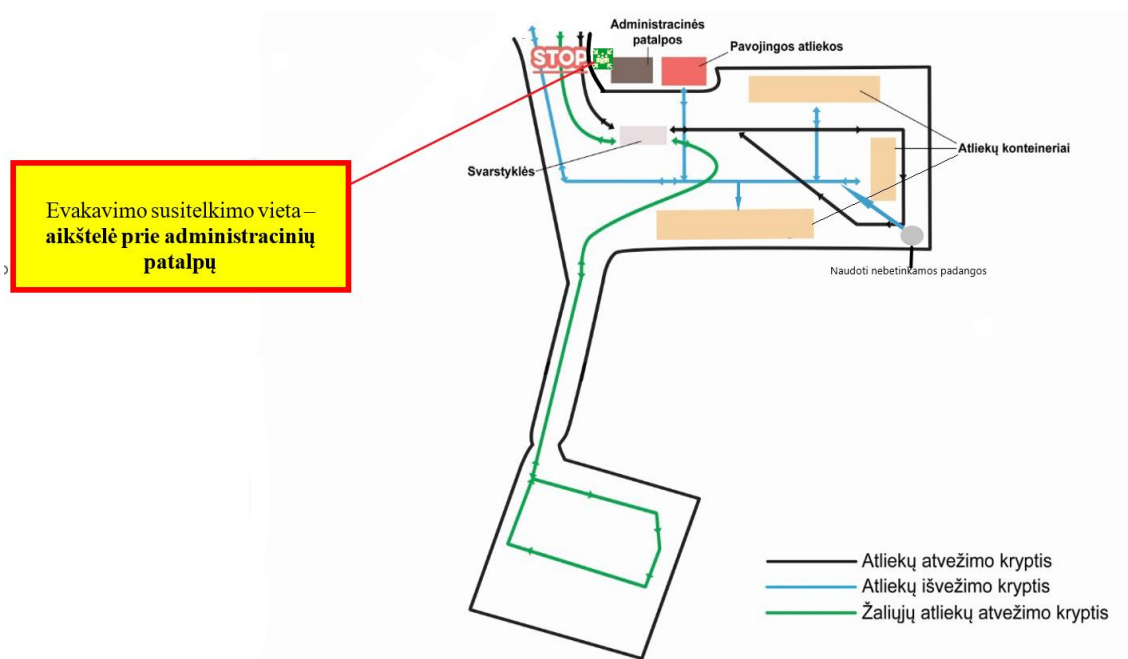 Administracinės
patalpos
Pavojingos atliekos
STOP
Atliekų konteineriai
Svarstyklės
Evakavimo susitelkimo vieta –
aikštelė prie administracinių
patalpų
Naudoti nebetinkamos padangos
Atliekų atvežimo kryptis
Atliekų išvežimo kryptis
Žaliųjų atliekų atvežimo kryptis